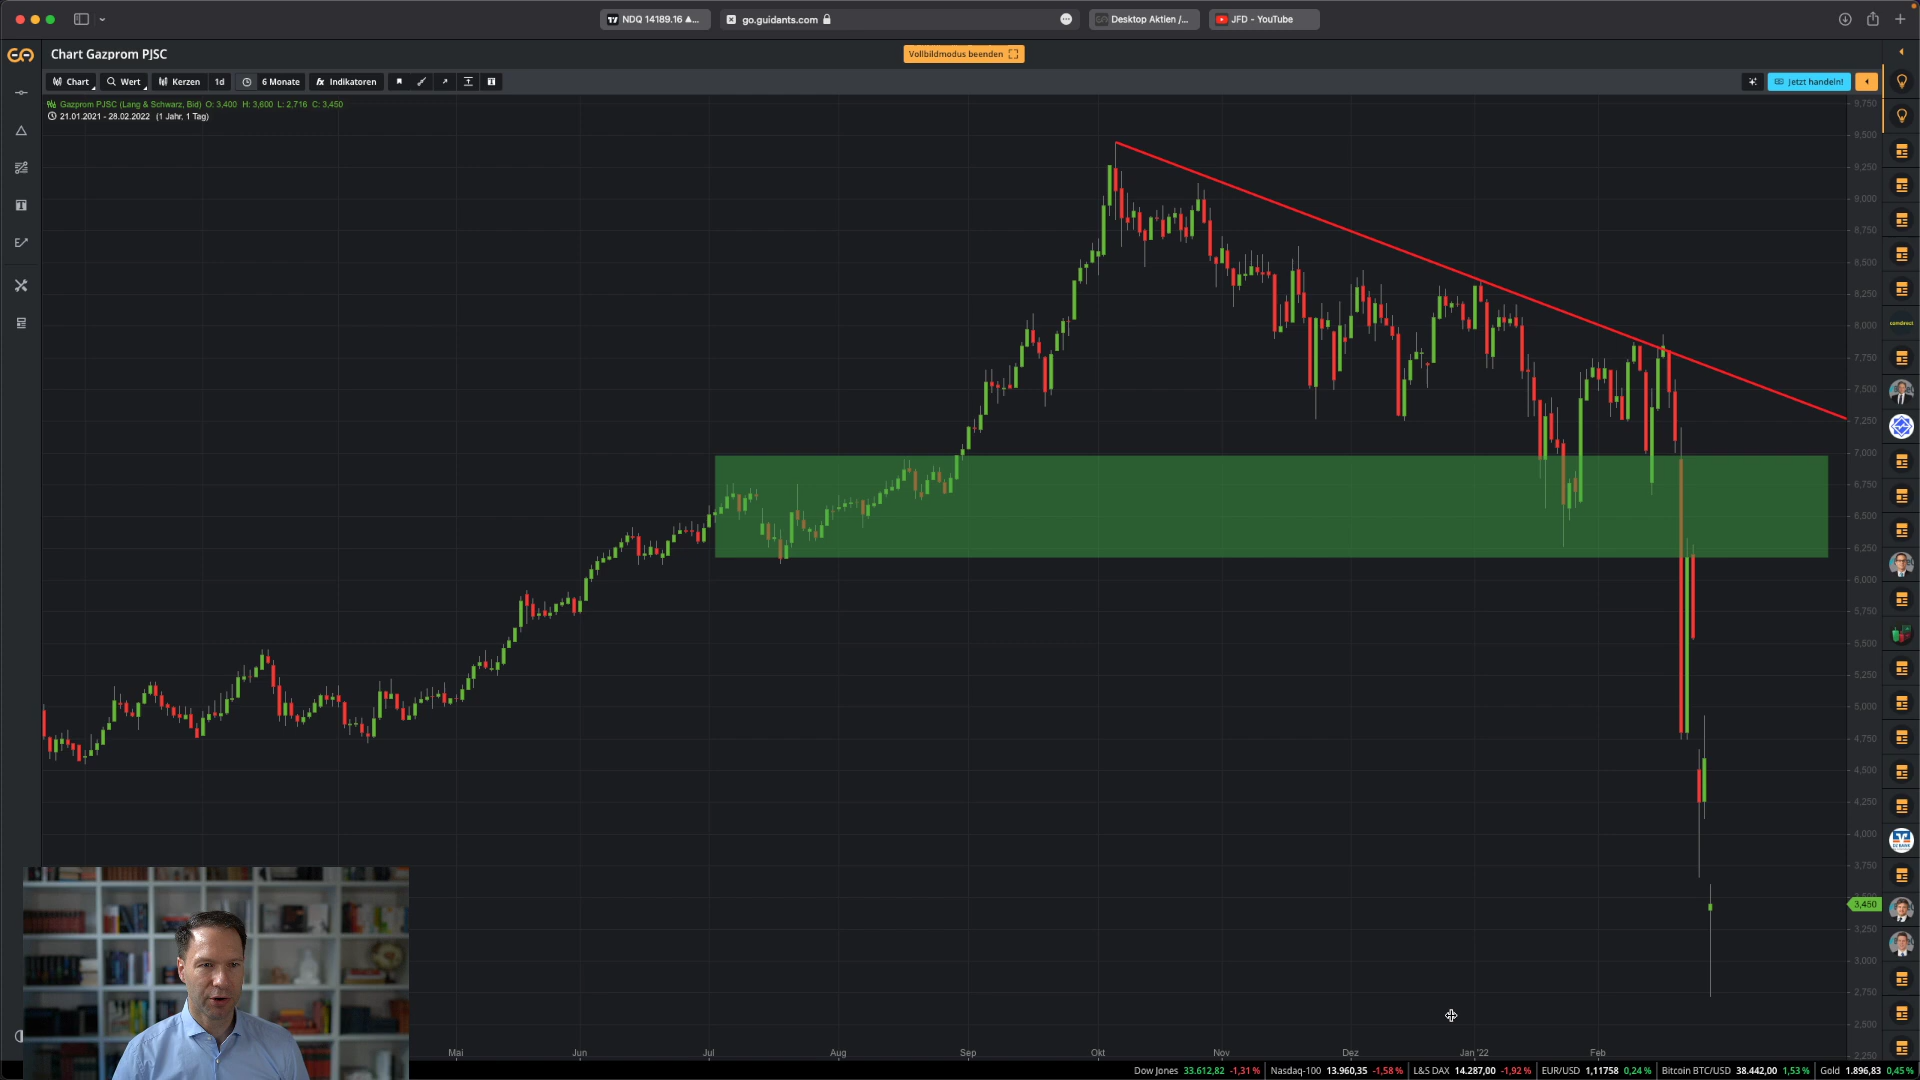 NDQ 14189.16 ▲...
go.guidants.com
Desktop Aktien /...
JFD - YouTube
Chart Gazprom PJSC
Vollbildmodus beenden
Chart
Wert
Kerzen
1d
6 Monate
fx Indikatoren
Jetzt handeln!
Gazprom PJSC (Lang & Schwarz, Bid) O: 3,400 H: 3,600 L: 2,716 C: 3,450
21.01.2021 - 28.02.2022 (1 Jahr, 1 Tag)
9,750
9,500
9,250
9,000
8,750
8,500
8,250
8,000
7,750
7,500
7,250
7,000
6,750
6,500
6,250
6,000
5,750
5,500
5,250
5,000
4,750
4,500
4,250
4,000
3,750
3,450
3,250
3,000
2,750
2,500
2,250
comdirect
DZ BANK
Mai Jun Jul Aug Sep Okt Nov Dez Jan '22 Feb
Dow Jones 33.612,82 -1,31 % Nasdaq-100 13.960,35 -1,58 % L&S DAX 14.287,00 -1,92 % EUR/USD 1,11758 0,24 % Bitcoin BTC/USD 38.442,00 1,53 % Gold 1.896,83 0,45 %